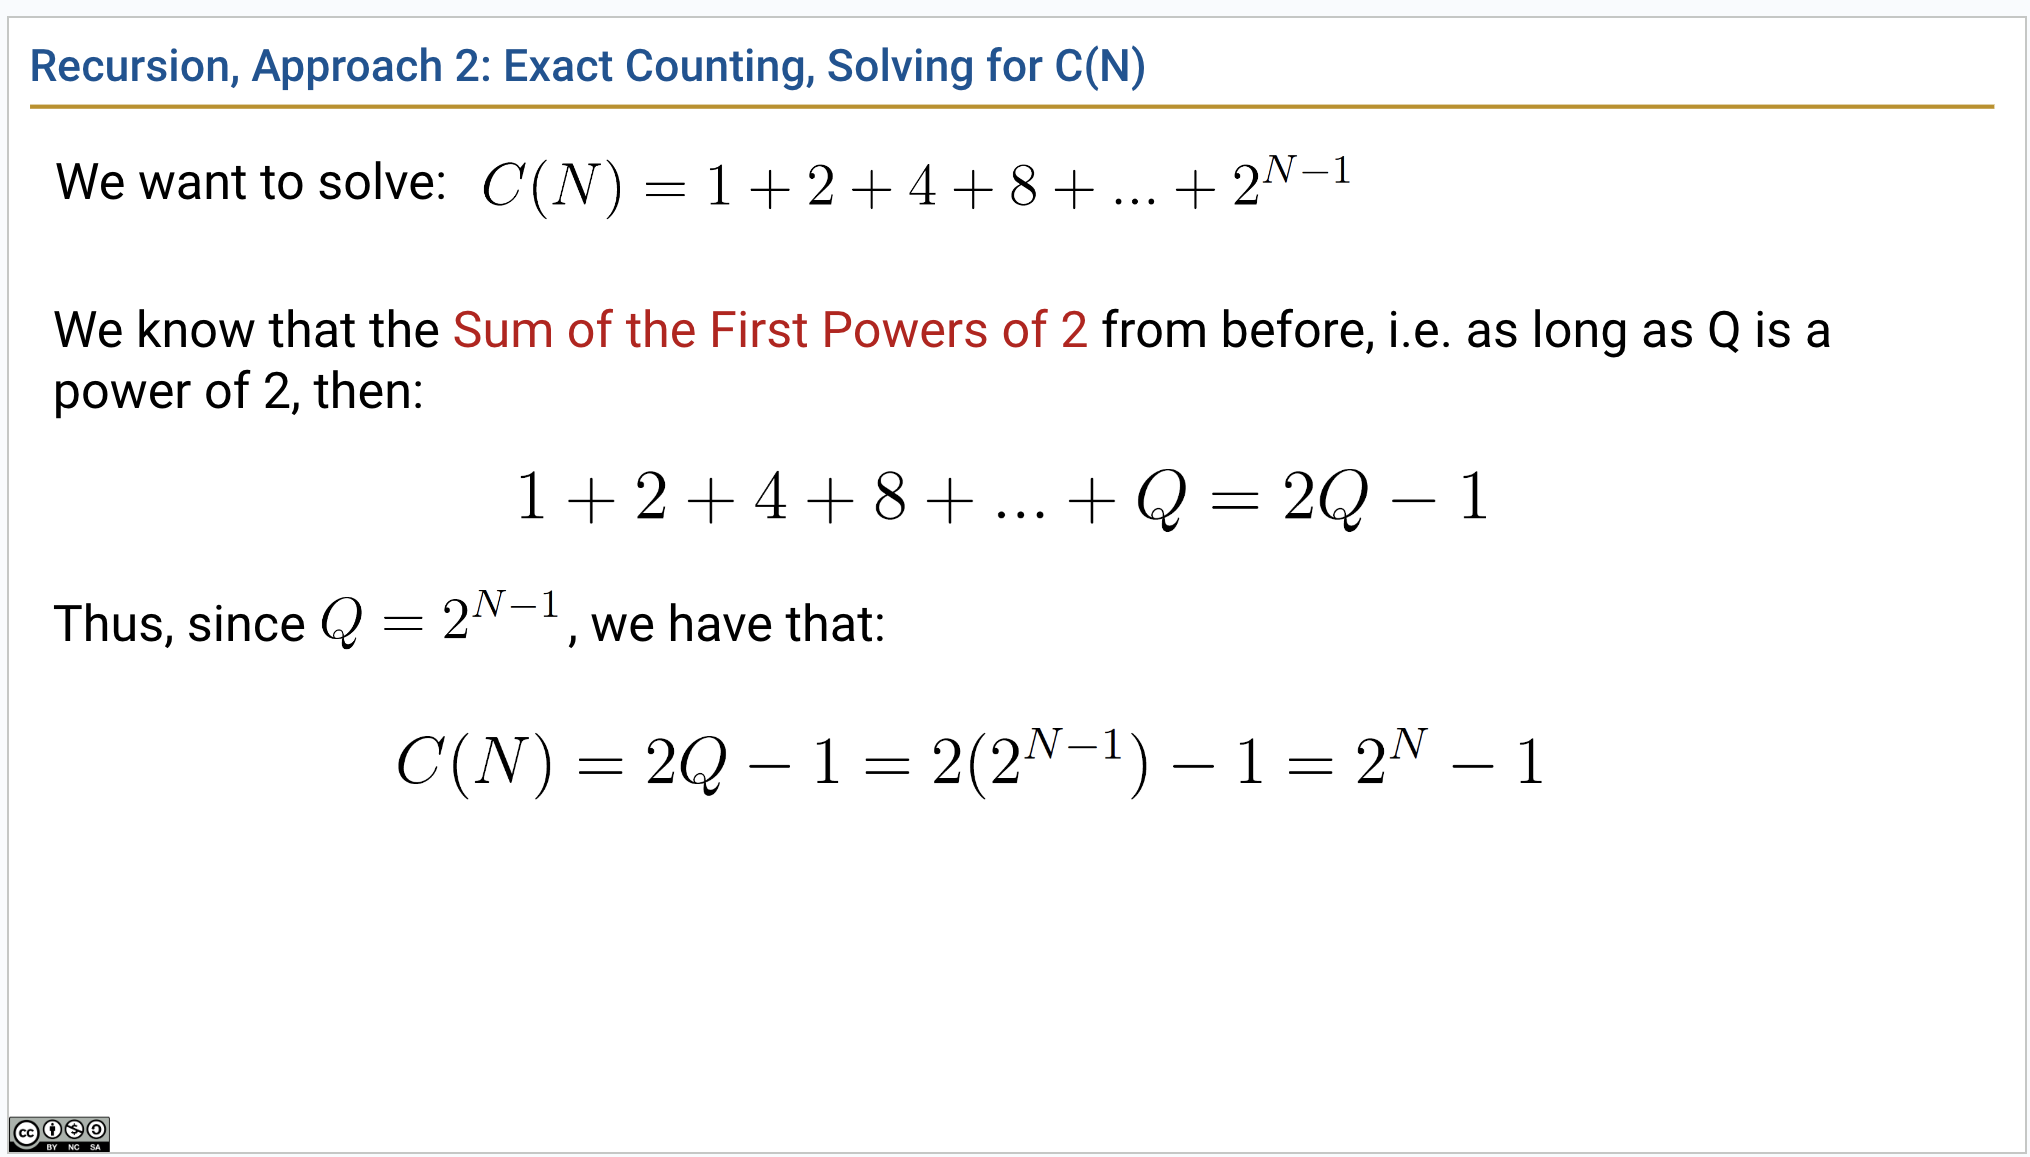 Recursion, Approach 2: Exact Counting, Solving for C(N)
We want to solve: C(N) = 1 + 2 + 4 + 8 + ... + 2^{N-1}
We know that the Sum of the First Powers of 2 from before, i.e. as long as Q is a
power of 2, then:
1 + 2 + 4 + 8 + ... + Q = 2Q − 1
Thus, since Q = 2^{N-1}, we have that:
C(N) = 2Q − 1 = 2(2^{N-1}) − 1 = 2^N − 1
cc BY NC SA